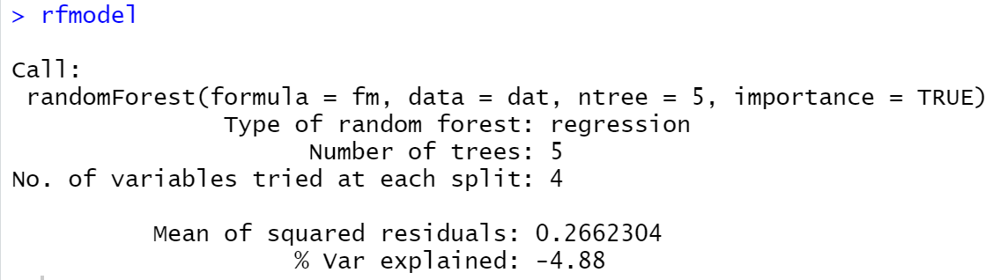 > rfmodel
Call:
randomForest(formula = fm, data = dat, ntree = 5, importance = TRUE)
Type of random forest: regression
Number of trees: 5
No. of variables tried at each split: 4
Mean of squared residuals: 0.2662304
% Var explained: -4.88